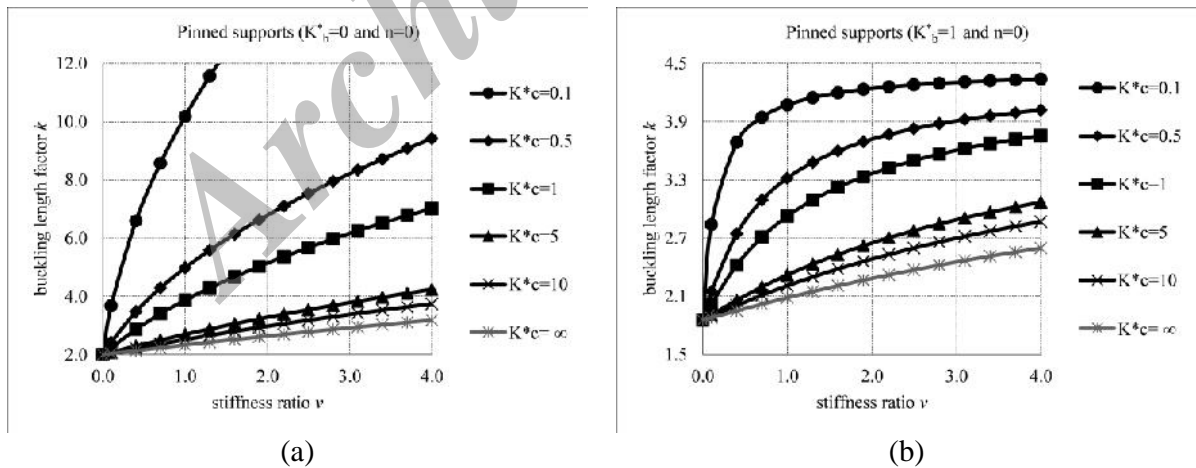 Pinned supports (K*b=0 and n=0)
12.0
10.0
8.0
6.0
4.0
2.0
0.0 1.0 2.0 3.0 4.0
buckling length factor k
stiffness ratio v
K*c=0.1
K*c=0.5
K*c=1
K*c=5
K*c=10
K*c= ∞
(a)
Pinned supports (K*b=1 and n=0)
4.5
3.9
3.3
2.7
2.1
1.5
0.0 1.0 2.0 3.0 4.0
buckling length factor k
stiffness ratio v
K*c=0.1
K*c=0.5
K*c=1
K*c=5
K*c=10
K*c= ∞
(b)
Archi